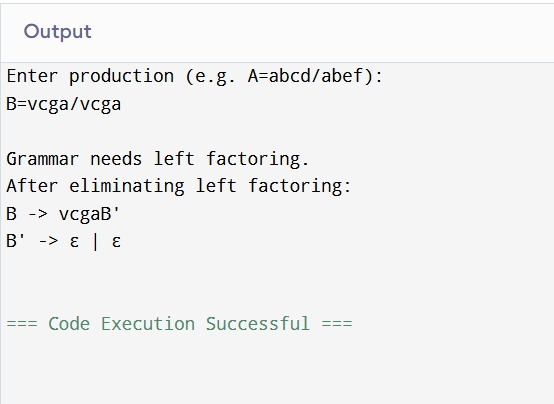 Output
Enter production (e.g. A=abcd/abef):
B=vcga/vcga
Grammar needs left factoring.
After eliminating left factoring:
B -> vcgaB'
B' -> ε | ε
=== Code Execution Successful ===